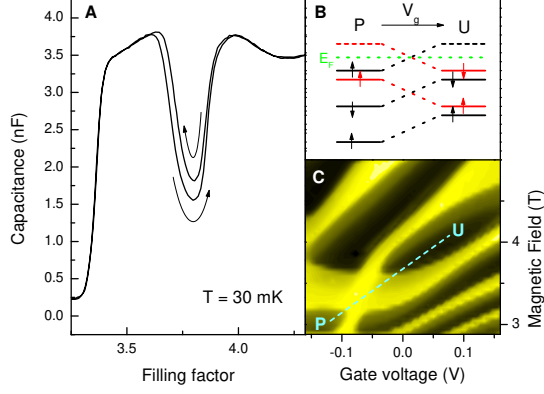 A
4.0
3.5
3.0
2.5
2.0
1.5
1.0
0.5
0.0
Capacitance (nF)
T = 30 mK
3.5
4.0
Filling factor
B
P
V_g
U
E_F
C
U
P
4
3
Magnetic Field (T)
-0.1
0.0
0.1
Gate voltage (V)